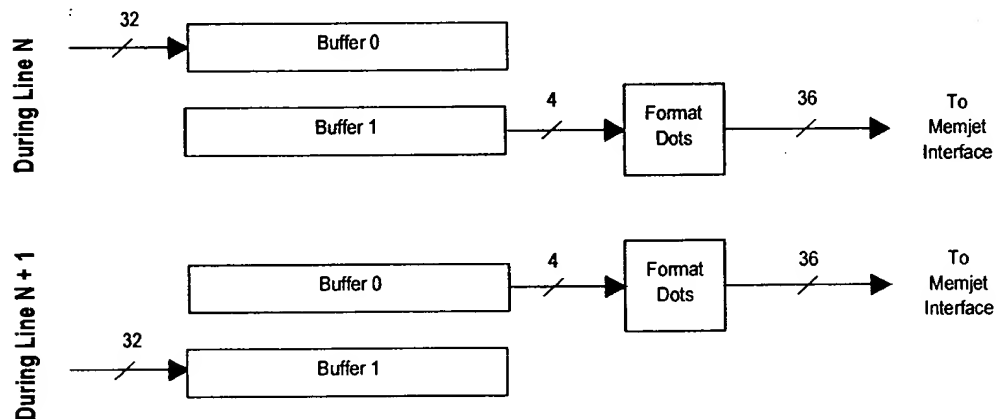 During Line N
32
Buffer 0
Buffer 1
4
Format
Dots
36
To
Memjet
Interface
During Line N + 1
Buffer 0
4
Format
Dots
36
To
Memjet
Interface
32
Buffer 1